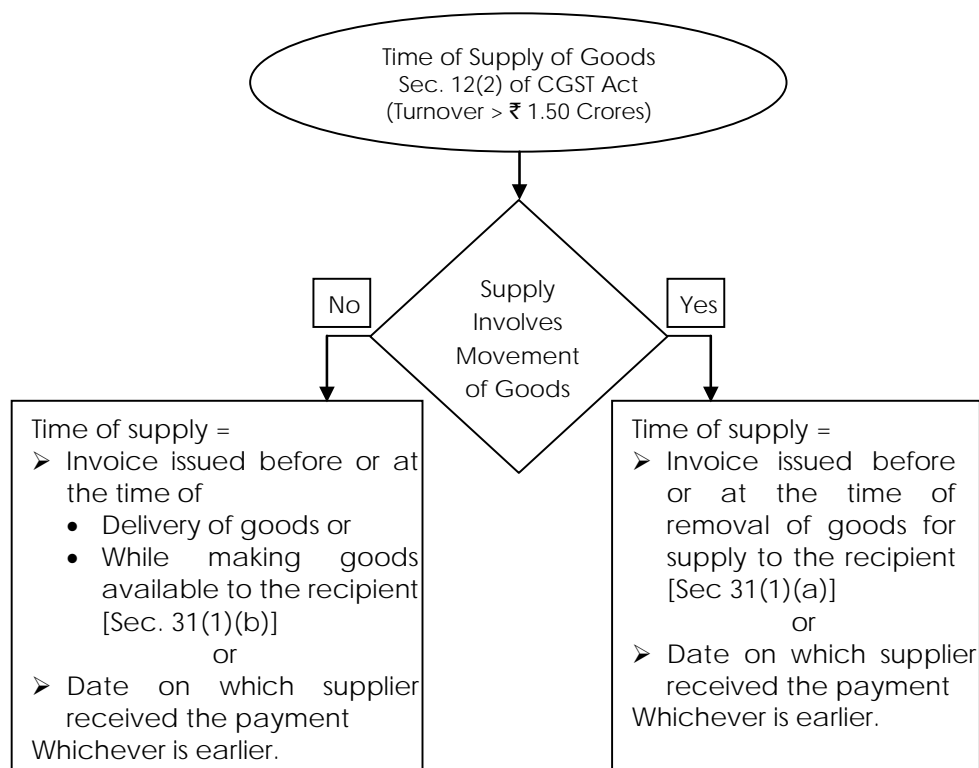 Time of Supply of Goods
Sec. 12(2) of CGST Act
(Turnover > ₹ 1.50 Crores)
No
Supply
Involves
Movement
of Goods
Yes
Time of supply =
➢ Invoice issued before or at
the time of
• Delivery of goods or
• While making goods
available to the recipient
[Sec. 31(1)(b)]
or
➢ Date on which supplier
received the payment
Whichever is earlier.
Time of supply =
➢ Invoice issued before
or at the time of
removal of goods for
supply to the recipient
[Sec 31(1)(a)]
or
➢ Date on which supplier
received the payment
Whichever is earlier.